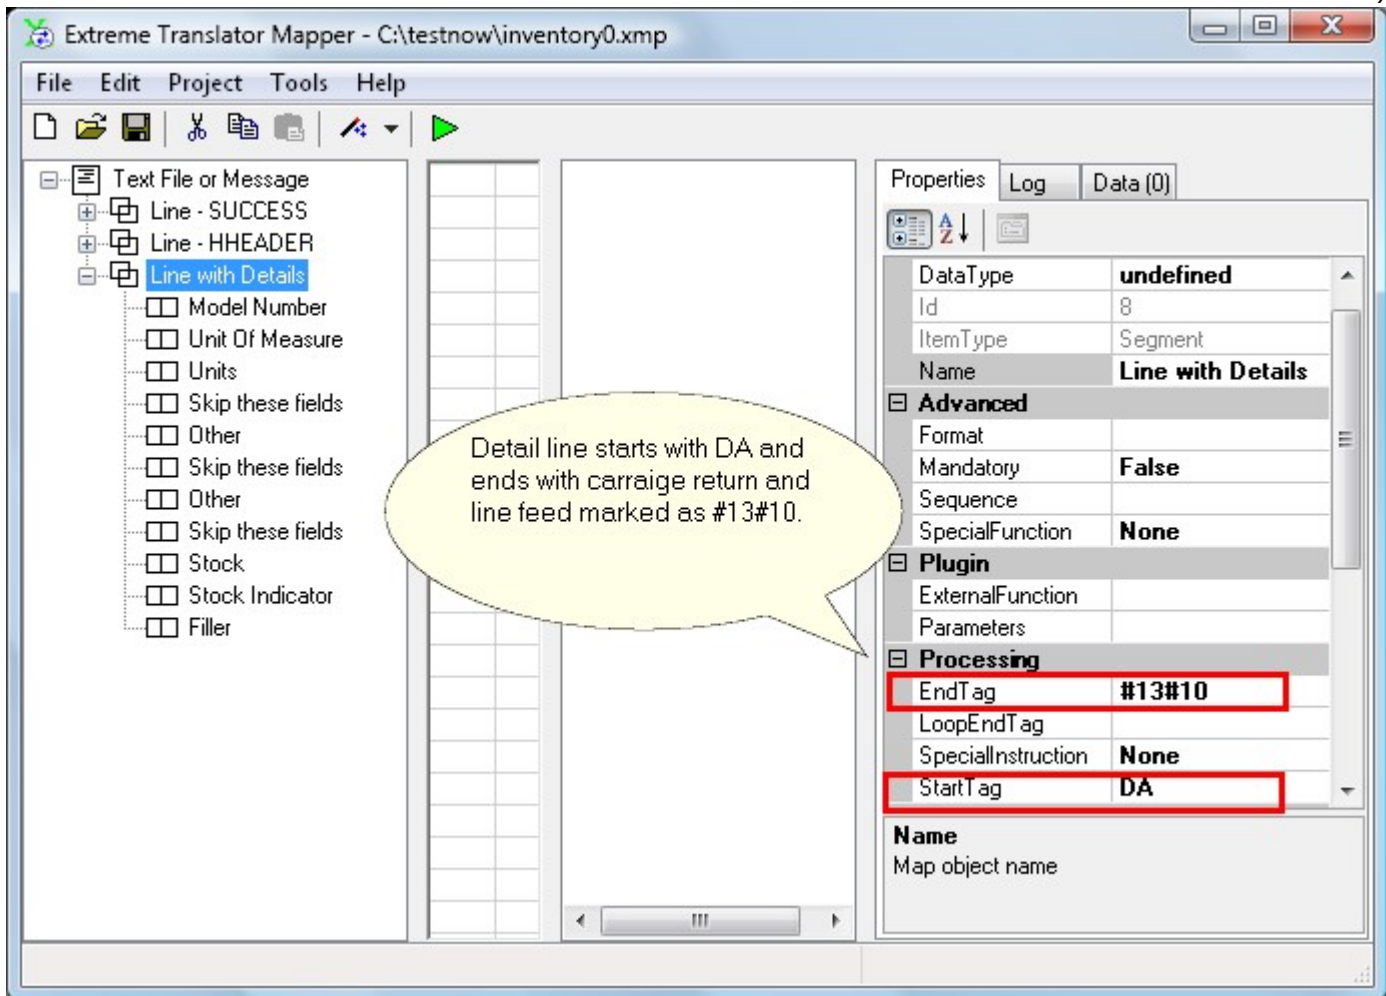 Extreme Translator Mapper - C:\testnow\inventory0.xmp
File Edit Project Tools Help
Text File or Message
Line - SUCCESS
Line - HHEADER
Line with Details
Model Number
Unit Of Measure
Units
Skip these fields
Other
Skip these fields
Other
Skip these fields
Stock
Stock Indicator
Filler
Detail line starts with DA and
ends with carraige return and
line feed marked as #13#10.
Properties Log Data (0)
DataType undefined
Id 8
ItemType Segment
Name Line with Details
Advanced
Format
Mandatory False
Sequence
SpecialFunction None
Plugin
ExternalFunction
Parameters
Processing
EndTag #13#10
LoopEndTag
SpecialInstruction None
StartTag DA
Name
Map object name